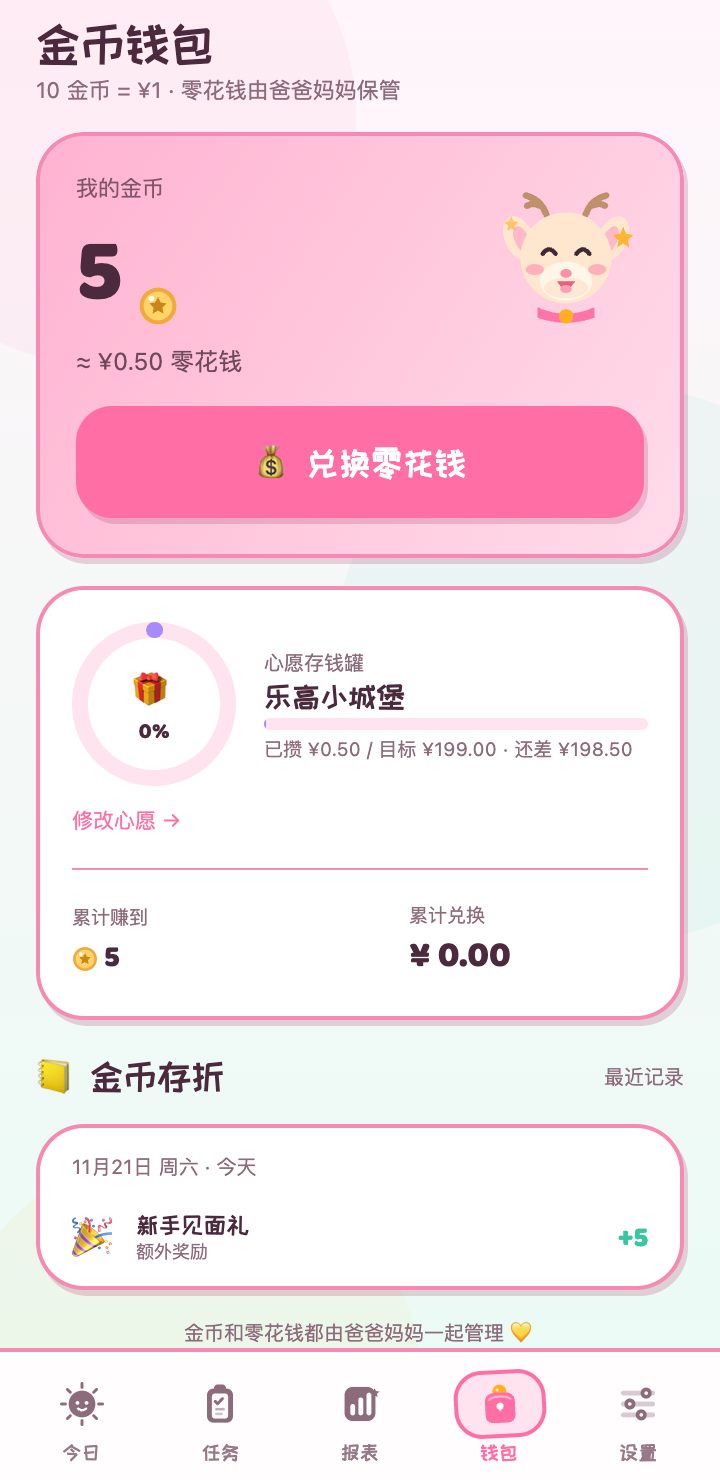 金币钱包
10 金币 = ¥1 · 零花钱由爸爸妈妈保管
我的金币
5
≈ ¥0.50 零花钱
兑换零花钱
0%
心愿存钱罐
乐高小城堡
已攒 ¥0.50 / 目标 ¥199.00 · 还差 ¥198.50
修改心愿 →
累计赚到
5
累计兑换
¥ 0.00
金币存折
最近记录
11月21日 周六 · 今天
新手见面礼
额外奖励
+5
金币和零花钱都由爸爸妈妈一起管理 💛
今日
任务
报表
钱包
设置